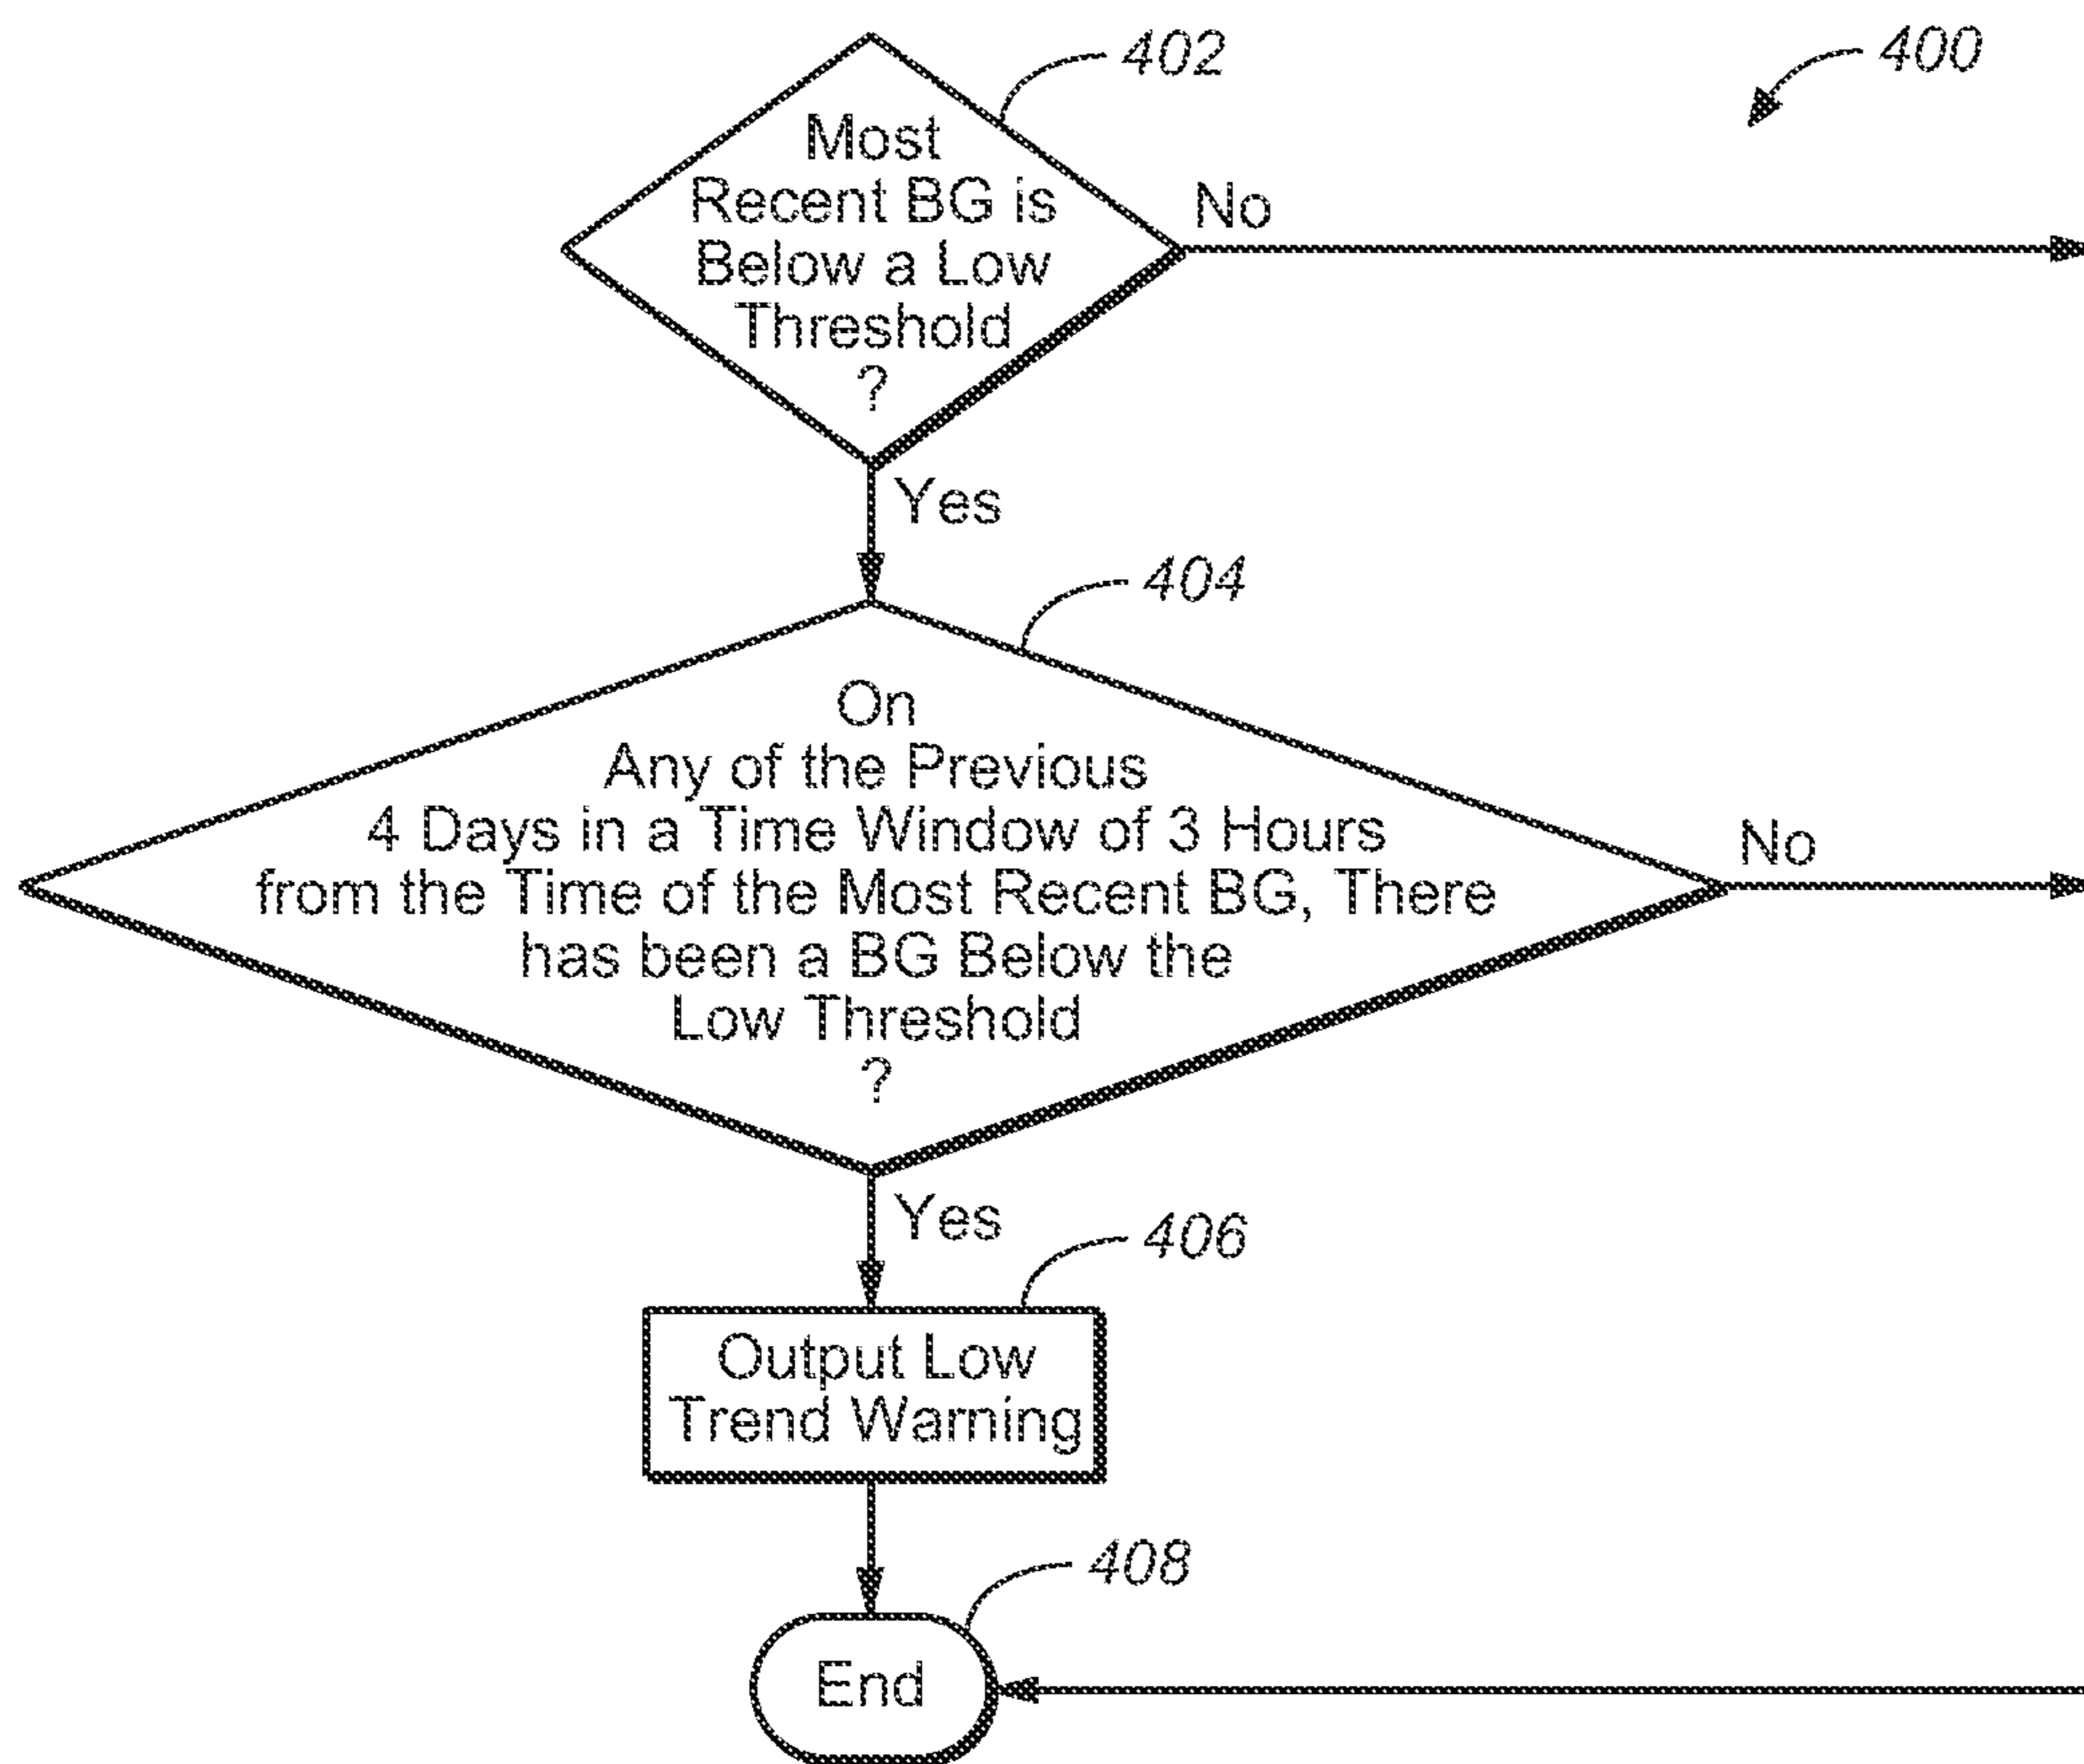 402
400
Most
Recent BG is
Below a Low
Threshold
?
No
Yes
404
On
Any of the Previous
4 Days in a Time Window of 3 Hours
from the Time of the Most Recent BG, There
has been a BG Below the
Low Threshold
?
No
Yes
406
Output Low
Trend Warning
408
End